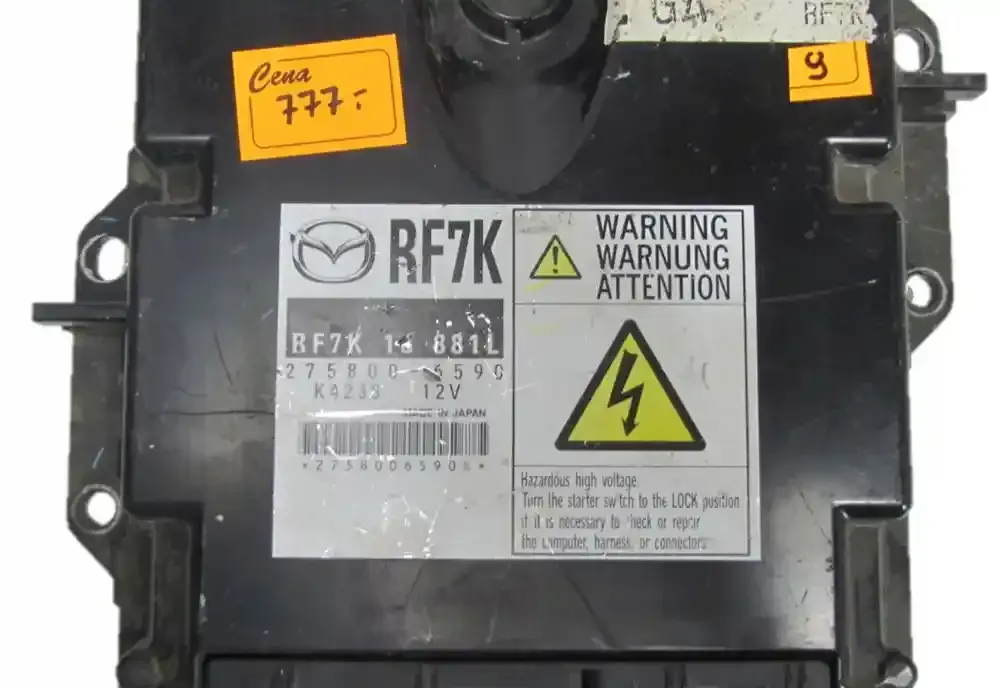 GA
RF7K
Cena
777.-
9
RF7K
WARNING
WARNUNG
ATTENTION
RF7K 18 881L
275800-6590
12V
MADE IN JAPAN
*2758006590
Hazardous high voltage.
Turn the starter switch to the LOCK position
if it is necessary to check or repair
the computer, harness, or connectors.